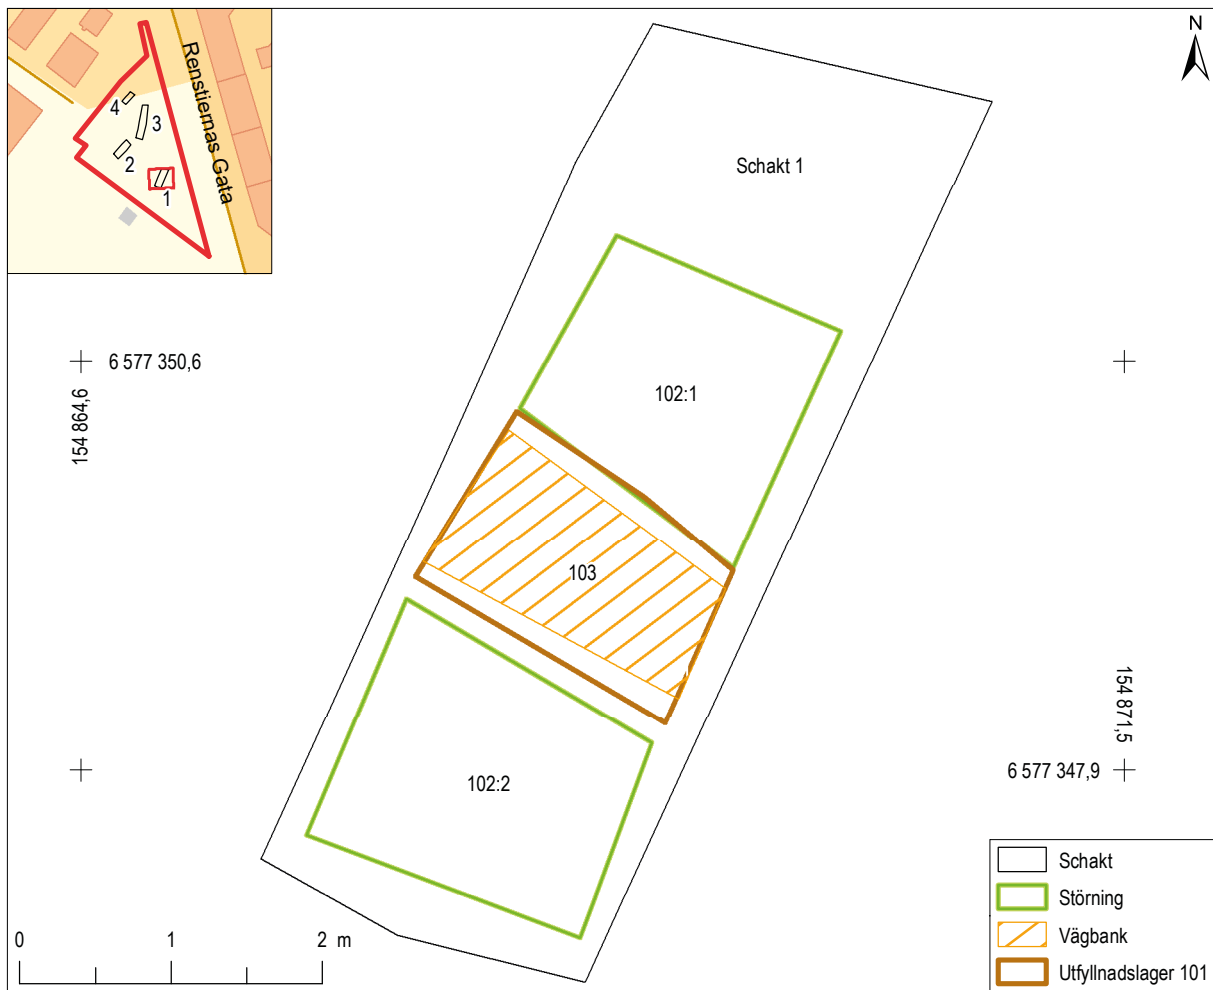 N
Renstiernas Gata
4
3
2
1
Schakt 1
6 577 350,6
154 864,6
102:1
103
102:2
154 871,5
6 577 347,9
0 1 2 m
Schakt
Störning
Vägbank
Utfyllnadslager 101